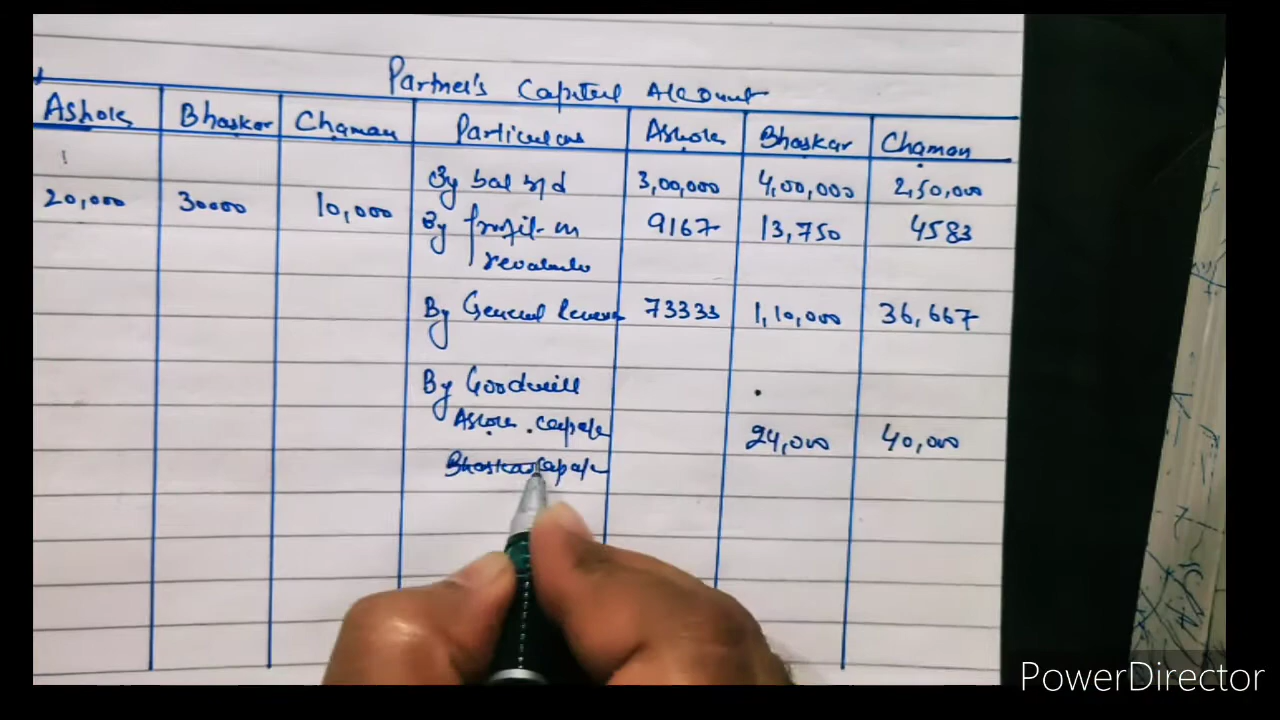 Partner's Capital Account
Ashok Bhaskar Chaman Particulars Ashok Bhaskar Chaman
By bal b/d 3,00,000 4,00,000 2,50,000
20,000 30000 10,000 By profit on 9167 13,750 4583
revaluatn
By General Reserve 73333 1,10,000 36,667
By Goodwill
Ashok Capital 24,000 40,000
Bhaskar Capital
PowerDirector